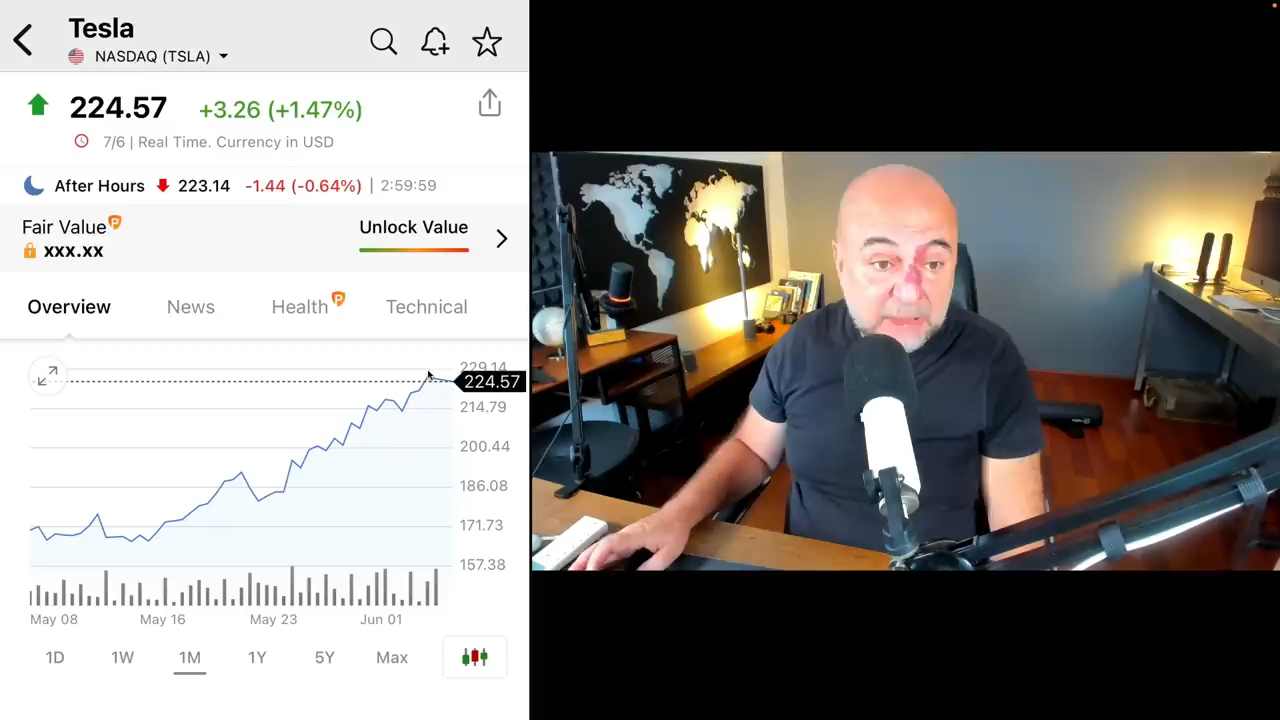 Tesla
NASDAQ (TSLA)
224.57 +3.26 (+1.47%)
7/6 | Real Time. Currency in USD
After Hours 223.14 -1.44 (-0.64%) | 2:59:59
Fair Value P
xxx.xx
Unlock Value
Overview News Health P Technical
229.14
224.57
214.79
200.44
186.08
171.73
157.38
May 08 May 16 May 23 Jun 01
1D 1W 1M 1Y 5Y Max